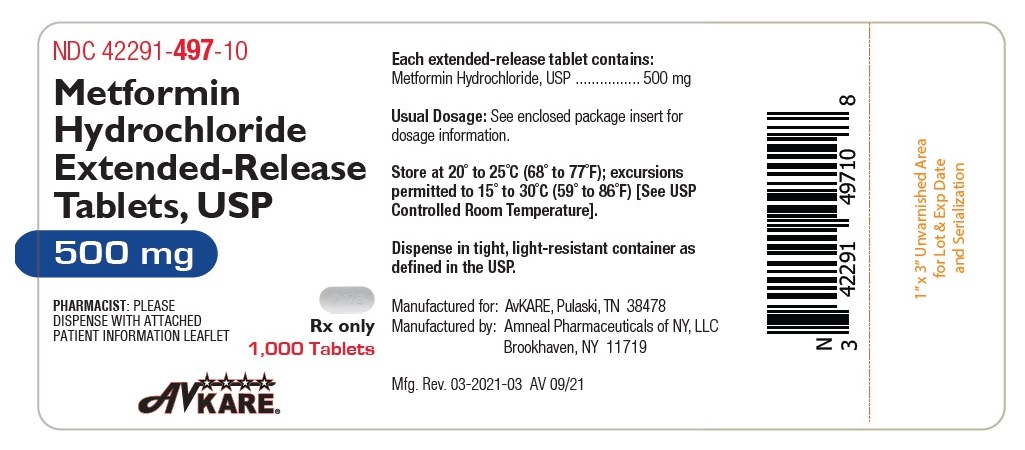 NDC 42291-497-10
Metformin
Hydrochloride
Extended-Release
Tablets, USP
500 mg
PHARMACIST: PLEASE
DISPENSE WITH ATTACHED
PATIENT INFORMATION LEAFLET
Rx only
1,000 Tablets
AVKARE®
Each extended-release tablet contains:
Metformin Hydrochloride, USP ................ 500 mg
Usual Dosage: See enclosed package insert for
dosage information.
Store at 20˚ to 25˚C (68˚ to 77˚F); excursions
permitted to 15˚ to 30˚C (59˚ to 86˚F) [See USP
Controlled Room Temperature].
Dispense in tight, light-resistant container as
defined in the USP.
Manufactured for: AvKARE, Pulaski, TN 38478
Manufactured by: Amneal Pharmaceuticals of NY, LLC
Brookhaven, NY 11719
Mfg. Rev. 03-2021-03 AV 09/21
N
3 42291 49710 8
1” x 3” Unvarnished Area
for Lot & Exp Date
and Serialization